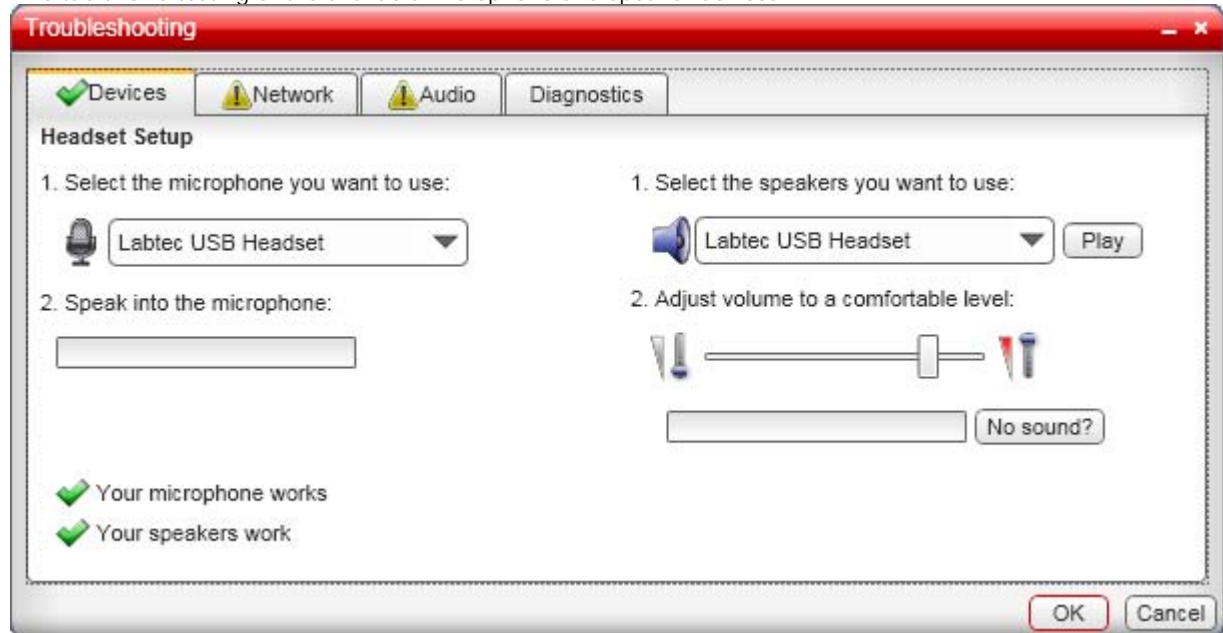 Troubleshooting
Devices Network Audio Diagnostics
Headset Setup
1. Select the microphone you want to use:
Labtec USB Headset
2. Speak into the microphone:
1. Select the speakers you want to use:
Labtec USB Headset Play
2. Adjust volume to a comfortable level:
No sound?
Your microphone works
Your speakers work
OK Cancel